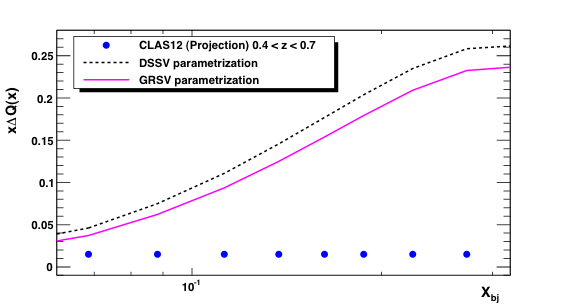 CLAS12 (Projection) 0.4 < z < 0.7
DSSV parametrization
GRSV parametrization
x Δ Q(x)
0.25
0.2
0.15
0.1
0.05
0
10⁻¹
X_bj